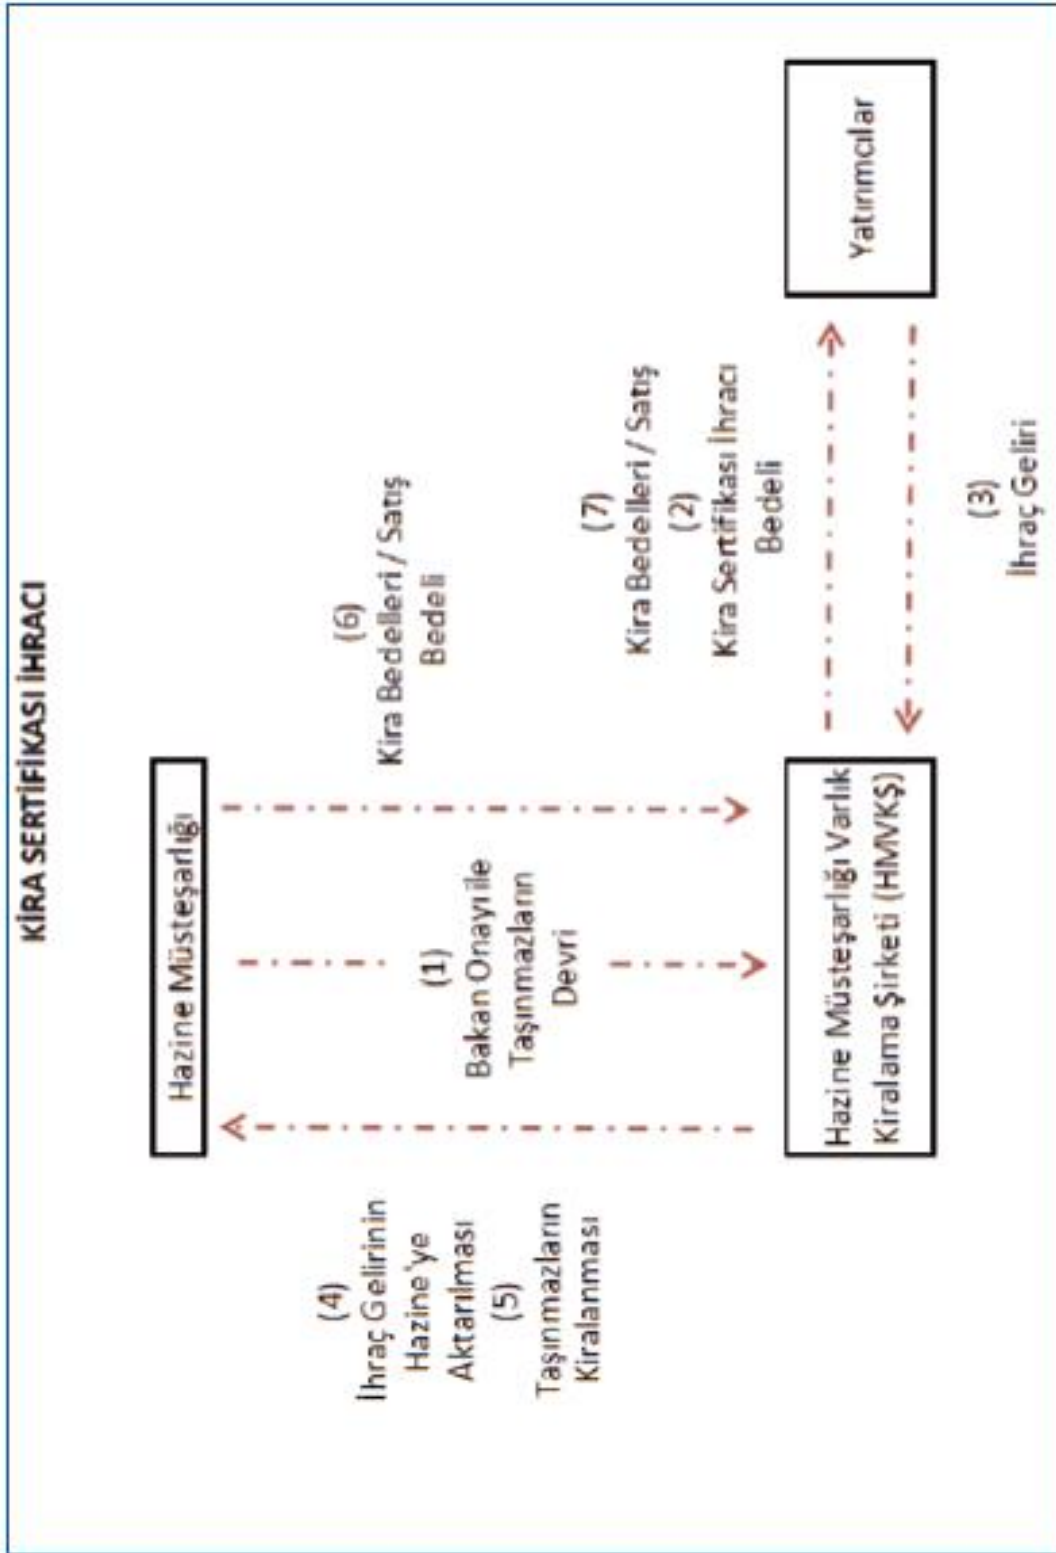 KİRA SERTİFİKASI İHRACI
Hazine Müsteşarlığı
(4)
İhraç Gelirinin
Hazine'ye
Aktarılması
(5)
Taşınmazların
Kiralanması
(1)
Bakan Onayı ile
Taşınmazların
Devri
(6)
Kira Bedelleri / Satış
Bedeli
(7)
Kira Bedelleri / Satış
(2)
Kira Sertifikası İhracı
Bedeli
Hazine Müsteşarlığı Varlık
Kiralama Şirketi (HMVKŞ)
Yatırımcılar
(3)
İhraç Geliri